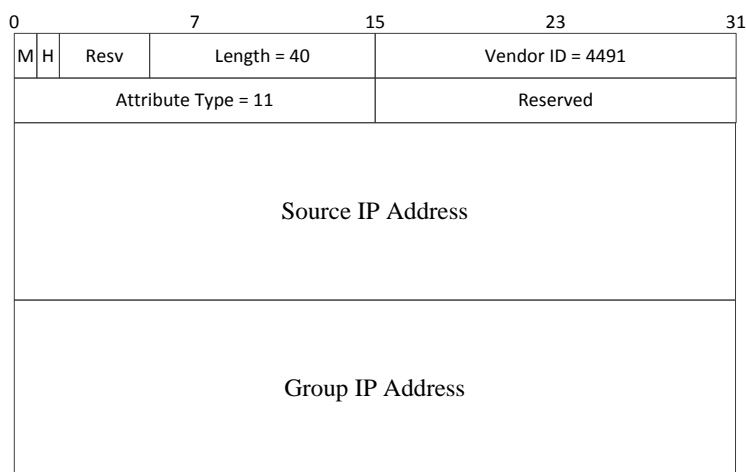 0 7 15 23 31
M H Resv Length = 40 Vendor ID = 4491
Attribute Type = 11 Reserved
Source IP Address
Group IP Address